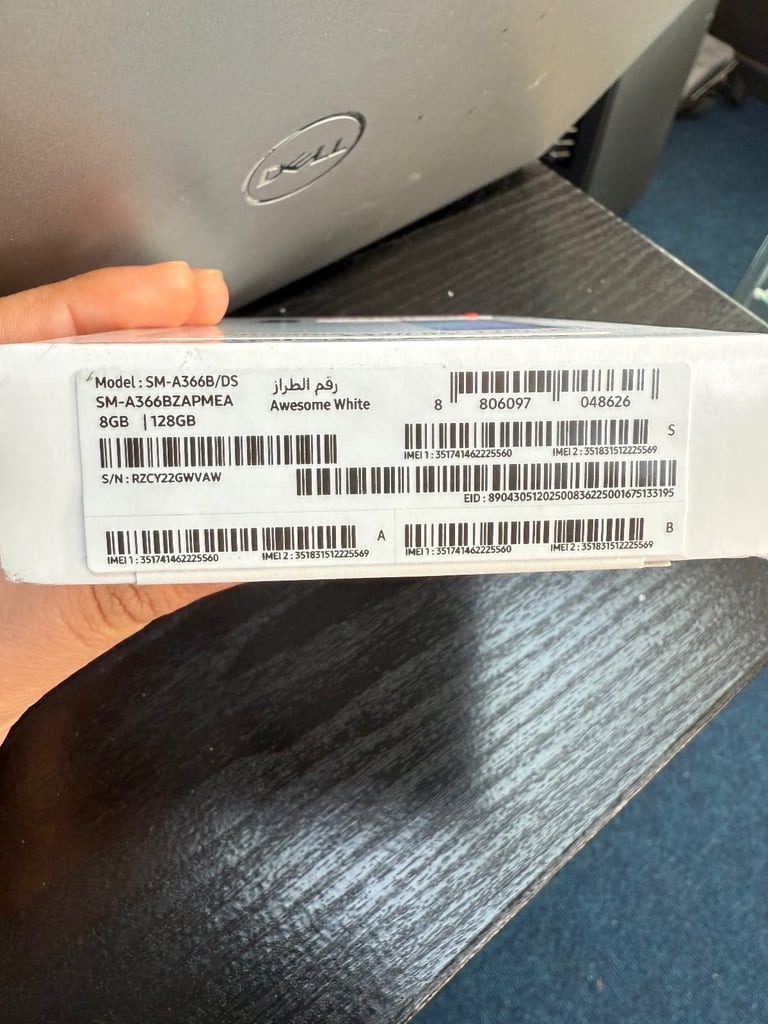 DELL
Model : SM-A366B/DS
رقم الطراز
SM-A366BZAPMEA
Awesome White
8GB | 128GB
8 806097 048626
S
IMEI 1 : 351741462225560
IMEI 2 : 351831512225569
S/N : RZCY22GWVAW
EID : 89043051202500836225001675133195
A
IMEI 1 : 351741462225560
IMEI 2 : 351831512225569
B
IMEI 1 : 351741462225560
IMEI 2 : 351831512225569